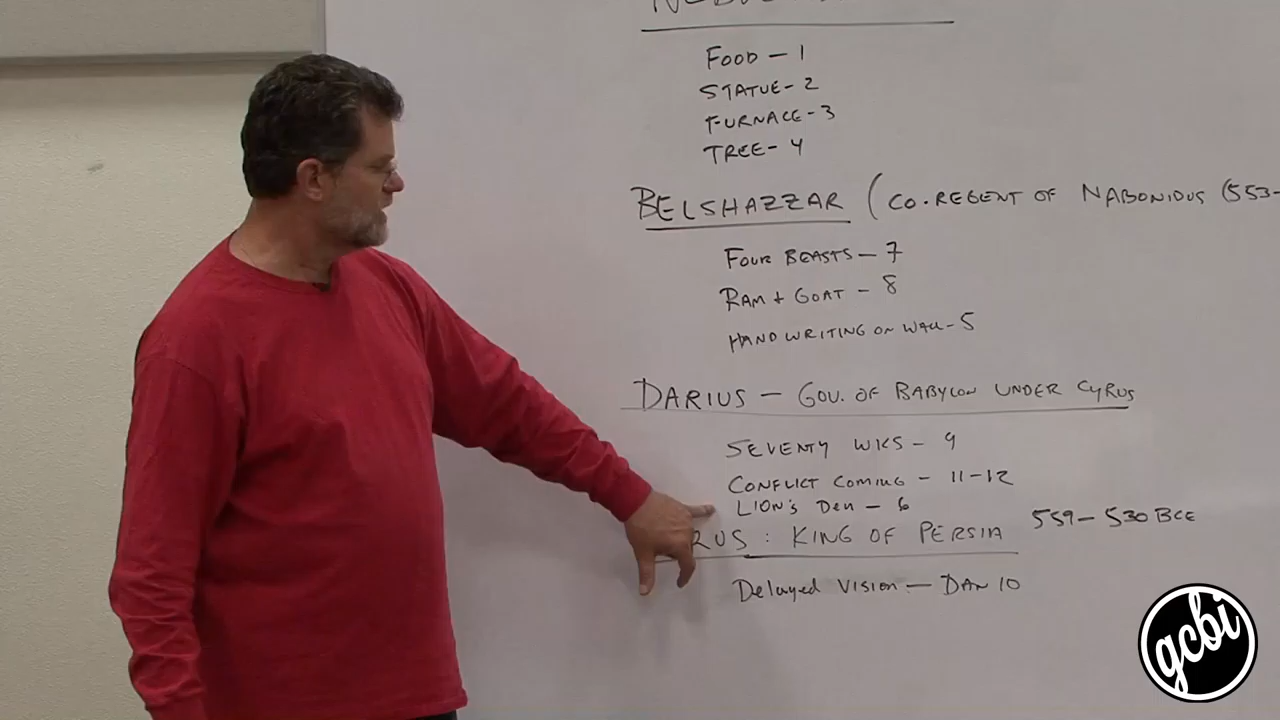 FOOD - 1
STATUE - 2
FURNACE - 3
TREE - 4
BELSHAZZAR (CO.REGENT OF NABONIDUS (553-
FOUR BEASTS - 7
RAM + GOAT - 8
HANDWRITING ON WALL - 5
DARIUS - GOV. OF BABYLON UNDER CYRUS
SEVENTY WKS - 9
CONFLICT COMING - 11-12
LION'S DEN - 6
RUS : KING OF PERSIA 559 - 530 BCE
Delayed Vision - DAN 10
gcbi